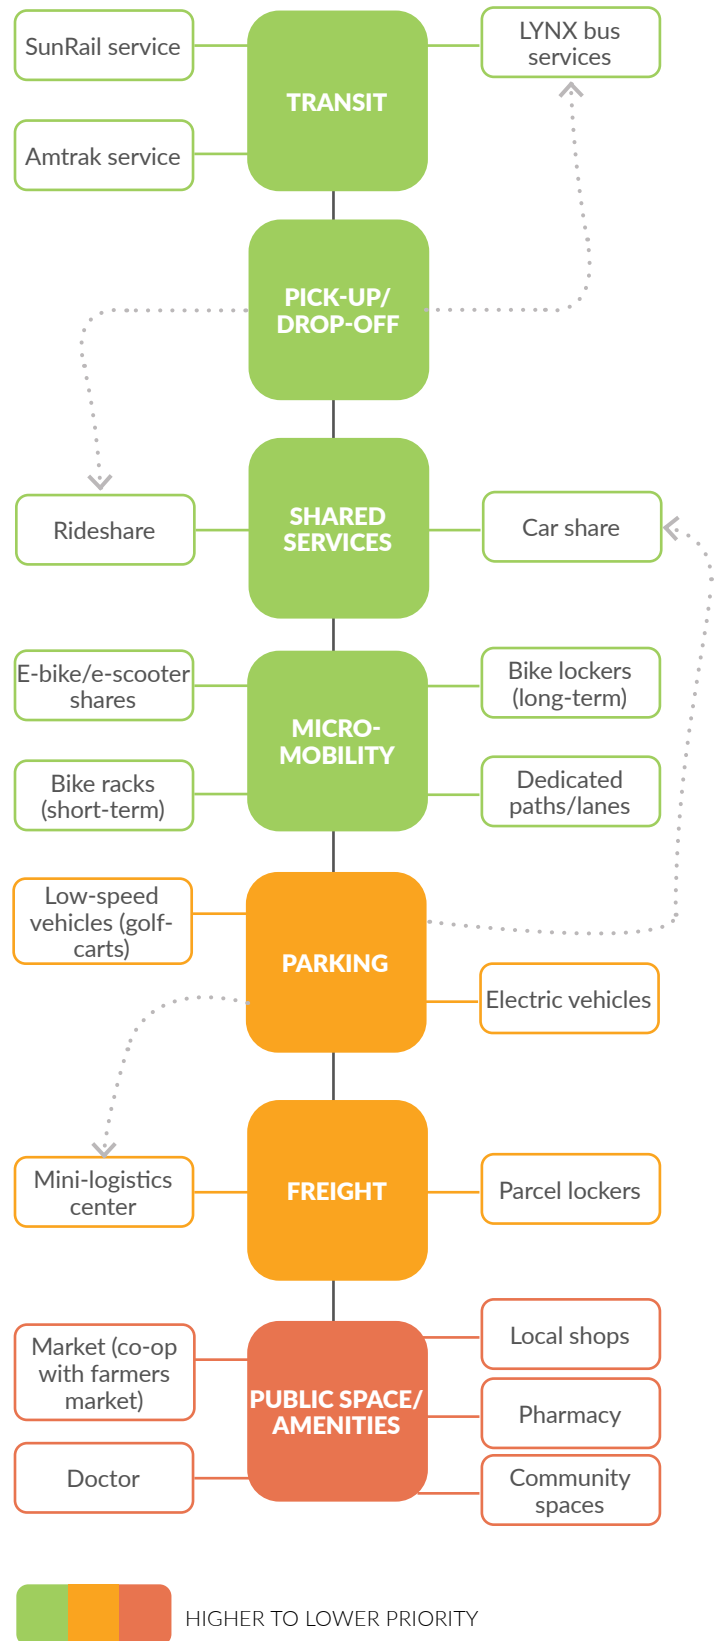 SunRail service
TRANSIT
LYNX bus
services
Amtrak service
PICK-UP/
DROP-OFF
Rideshare
SHARED
SERVICES
Car share
E-bike/e-scooter
shares
MICRO-
MOBILITY
Bike lockers
(long-term)
Bike racks
(short-term)
Dedicated
paths/lanes
Low-speed
vehicles (golf-
carts)
PARKING
Electric vehicles
Mini-logistics
center
FREIGHT
Parcel lockers
Market (co-op
with farmers
market)
PUBLIC SPACE/
AMENITIES
Local shops
Pharmacy
Doctor
Community
spaces
HIGHER TO LOWER PRIORITY